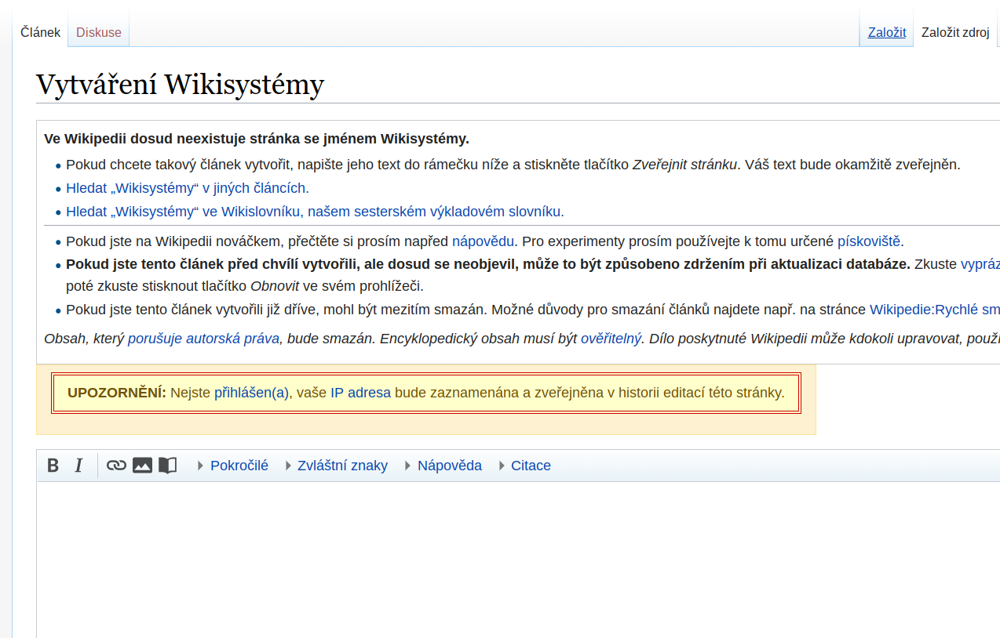 Článek Diskuse Založit Založit zdroj
Vytváření Wikisystémy
Ve Wikipedii dosud neexistuje stránka se jménem Wikisystémy.
Pokud chcete takový článek vytvořit, napište jeho text do rámečku níže a stiskněte tlačítko Zveřejnit stránku. Váš text bude okamžitě zveřejněn.
Hledat „Wikisystémy“ v jiných článcích.
Hledat „Wikisystémy“ ve Wikislovníku, našem sesterském výkladovém slovníku.
Pokud jste na Wikipedii nováčkem, přečtěte si prosím napřed nápovědu. Pro experimenty prosím používejte k tomu určené pískoviště.
Pokud jste tento článek před chvílí vytvořili, ale dosud se neobjevil, může to být způsobeno zdržením při aktualizaci databáze. Zkuste
poté zkuste stisknout tlačítko Obnovit ve svém prohlížeči.
Pokud jste tento článek vytvořili již dříve, mohl být mezitím smazán. Možné důvody pro smazání článků najdete např. na stránce Wikipedie:Rychlé
Obsah, který porušuje autorská práva, bude smazán. Encyklopedický obsah musí být ověřitelný. Dílo poskytnuté Wikipedii může kdokoli upravovat,
UPOZORNĚNÍ: Nejste přihlášen(a), vaše IP adresa bude zaznamenána a zveřejněna v historii editací této stránky.
B I Pokročilé Zvláštní znaky Nápověda Citace